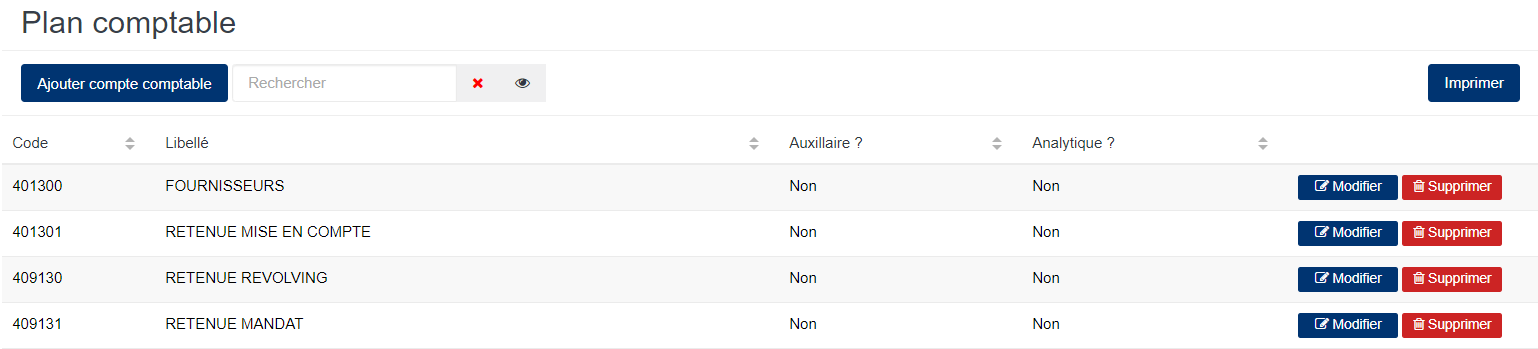 Plan comptable
Ajouter compte comptable Rechercher Imprimer
Code Libellé Auxillaire ? Analytique ?
401300 FOURNISSEURS Non Non Modifier Supprimer
401301 RETENUE MISE EN COMPTE Non Non Modifier Supprimer
409130 RETENUE REVOLVING Non Non Modifier Supprimer
409131 RETENUE MANDAT Non Non Modifier Supprimer